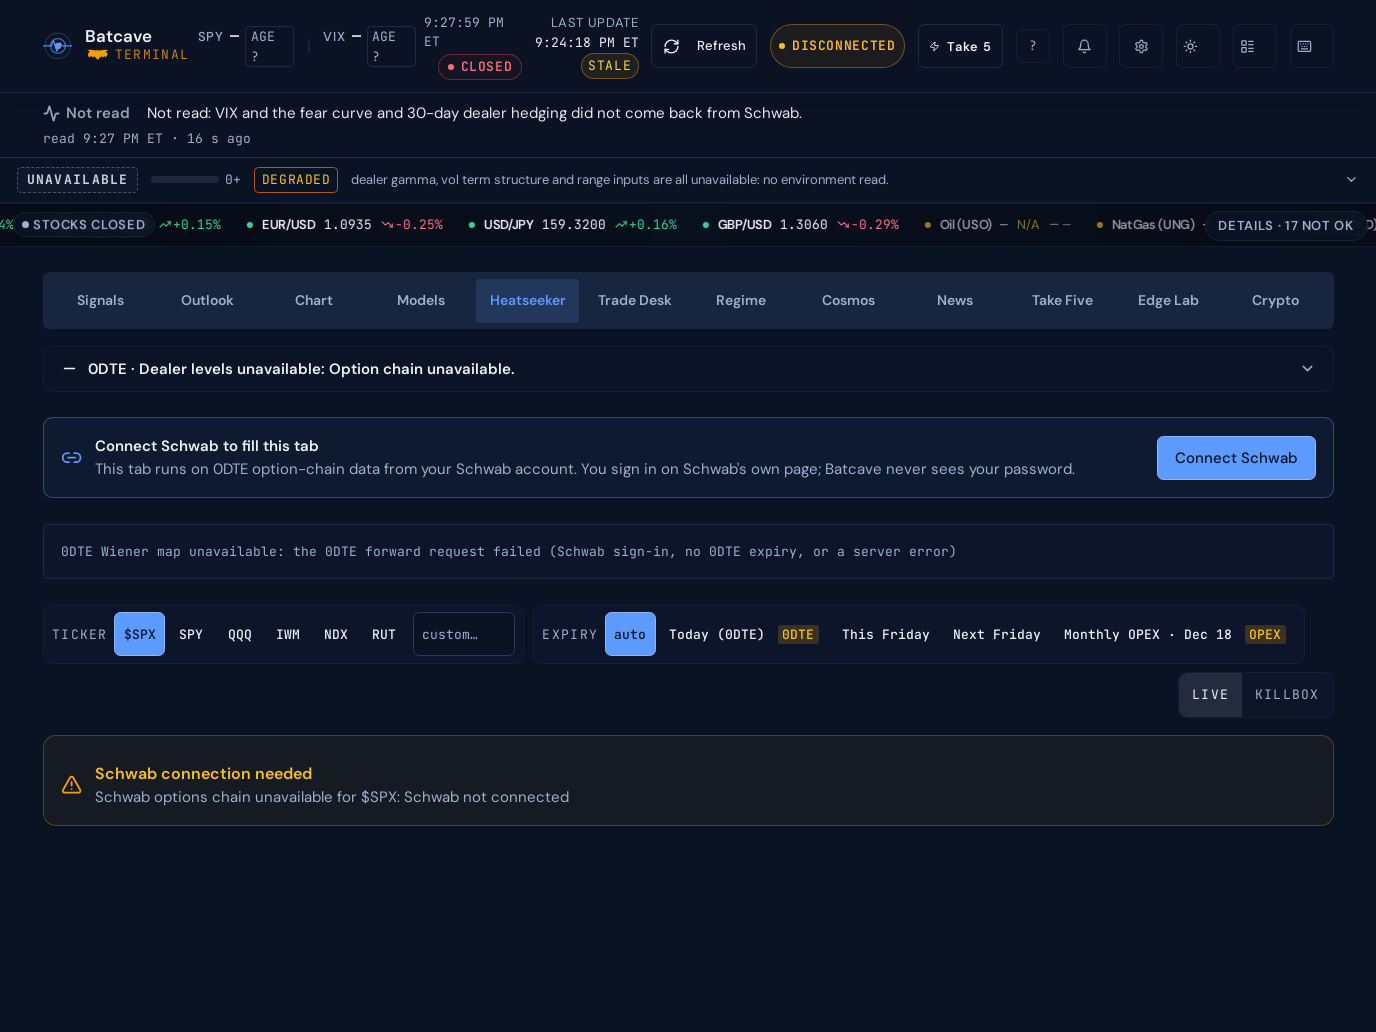 Batcave
TERMINAL
SPY — AGE ?
VIX — AGE ?
9:27:59 PM ET
CLOSED
LAST UPDATE
9:24:18 PM ET
STALE
Refresh
DISCONNECTED
Take 5
?
Not read Not read: VIX and the fear curve and 30-day dealer hedging did not come back from Schwab.
read 9:27 PM ET · 16 s ago
UNAVAILABLE 0+ DEGRADED dealer gamma, vol term structure and range inputs are all unavailable: no environment read.
4% STOCKS CLOSED +0.15% EUR/USD 1.0935 -0.25% USD/JPY 159.3200 +0.16% GBP/USD 1.3060 -0.29% Oil (USO) — N/A —— NatGas (UNG) DETAILS · 17 NOT OK
Signals Outlook Chart Models Heatseeker Trade Desk Regime Cosmos News Take Five Edge Lab Crypto
— 0DTE · Dealer levels unavailable: Option chain unavailable.
Connect Schwab to fill this tab
This tab runs on 0DTE option-chain data from your Schwab account. You sign in on Schwab's own page; Batcave never sees your password.
Connect Schwab
0DTE Wiener map unavailable: the 0DTE forward request failed (Schwab sign-in, no 0DTE expiry, or a server error)
TICKER $SPX SPY QQQ IWM NDX RUT custom…
EXPIRY auto Today (0DTE) 0DTE This Friday Next Friday Monthly OPEX · Dec 18 OPEX
LIVE KILLBOX
Schwab connection needed
Schwab options chain unavailable for $SPX: Schwab not connected